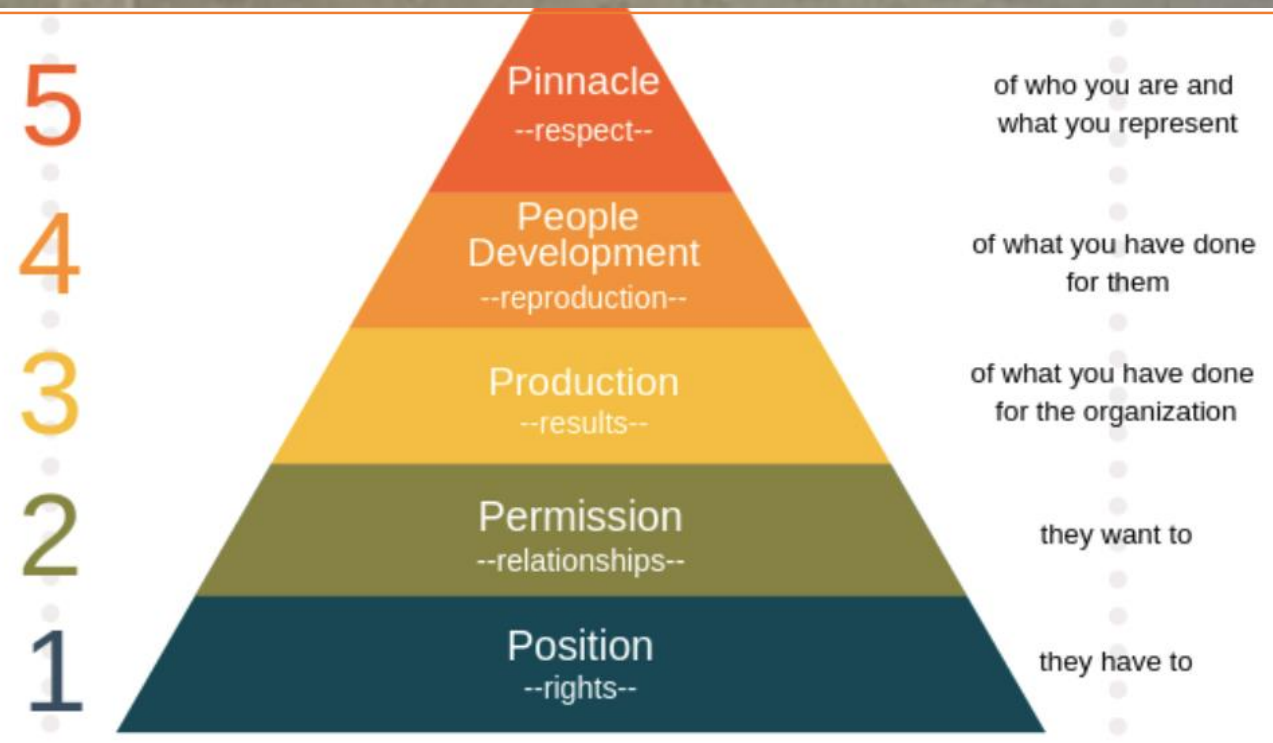 5
Pinnacle
--respect--
of who you are and
what you represent
4
People
Development
--reproduction--
of what you have done
for them
3
Production
--results--
of what you have done
for the organization
2
Permission
--relationships--
they want to
1
Position
--rights--
they have to